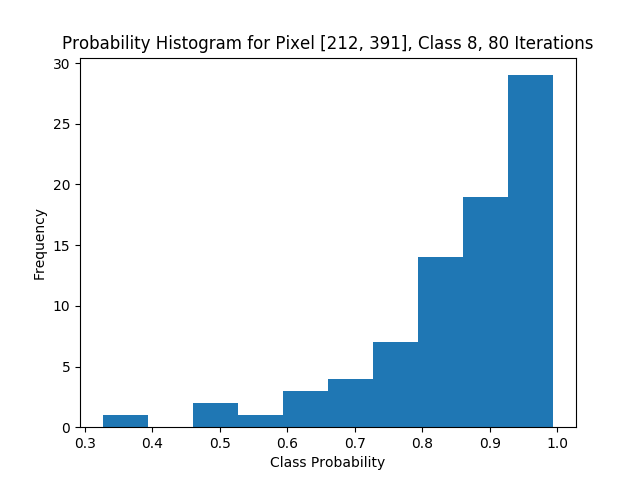 Probability Histogram for Pixel [212, 391], Class 8, 80 Iterations
30
25
20
15
10
5
0
Frequency
0.3 0.4 0.5 0.6 0.7 0.8 0.9 1.0
Class Probability